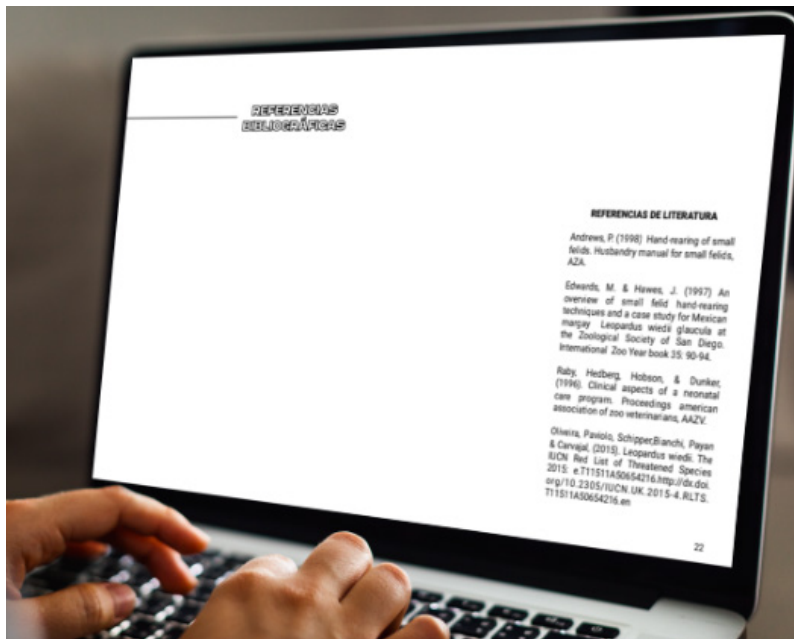 REFERENCIAS
BIBLIOGRÁFICAS
REFERENCIAS DE LITERATURA
Andrews, P. (1998) Hand-rearing of small
felids. Husbandry manual for small felids,
AZA.
Edwards, M. & Hawes, J. (1997) An
overview of small felid hand-rearing
techniques and a case study for Mexican
margay Leopardus wiedii glaucula at
the Zoological Society of San Diego.
International Zoo Year book 35: 90-94.
Raby, Hedberg, Hobson, & Dunker,
(1996). Clinical aspects of a neonatal
care program. Proceedings american
association of zoo veterinarians, AAZV.
Oliveira, Paviolo, Schipper,Bianchi, Payan
& Carvajal, (2015). Leopardus wiedii. The
IUCN Red List of Threatened Species
2015: e.T11511A50654216.http://dx.doi.
org/10.2305/IUCN.UK.2015-4.RLTS.
T11511A50654216.en
22